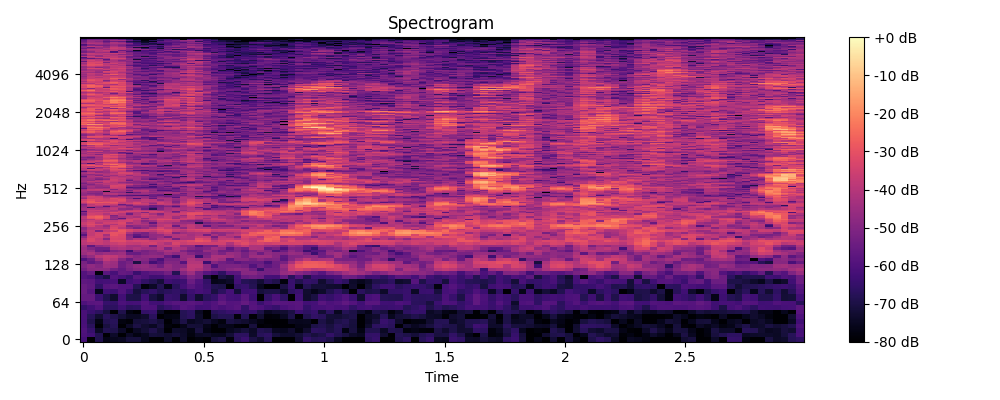 Spectrogram
4096
2048
1024
512
256
128
64
0
Hz
0
0.5
1
1.5
2
2.5
Time
+0 dB
-10 dB
-20 dB
-30 dB
-40 dB
-50 dB
-60 dB
-70 dB
-80 dB